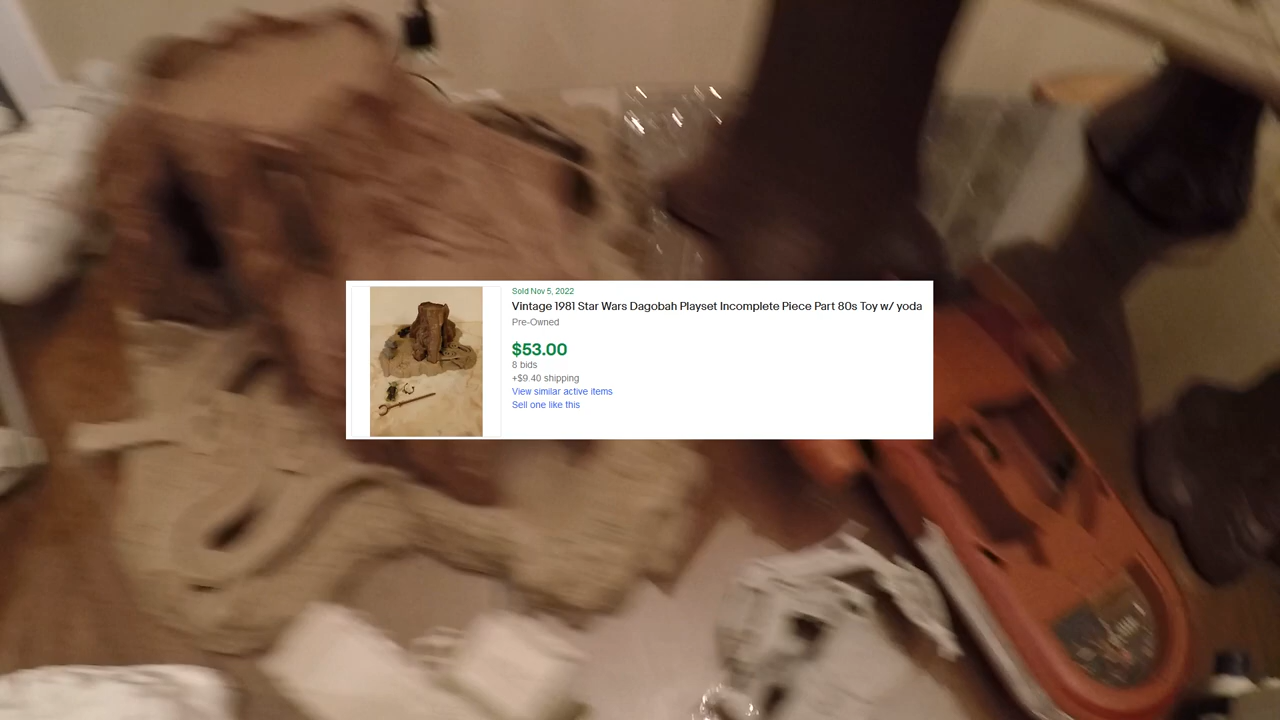 Sold Nov 5, 2022
Vintage 1981 Star Wars Dagobah Playset Incomplete Piece Part 80s Toy w/ yoda
Pre-Owned
$53.00
8 bids
+$9.40 shipping
View similar active items
Sell one like this